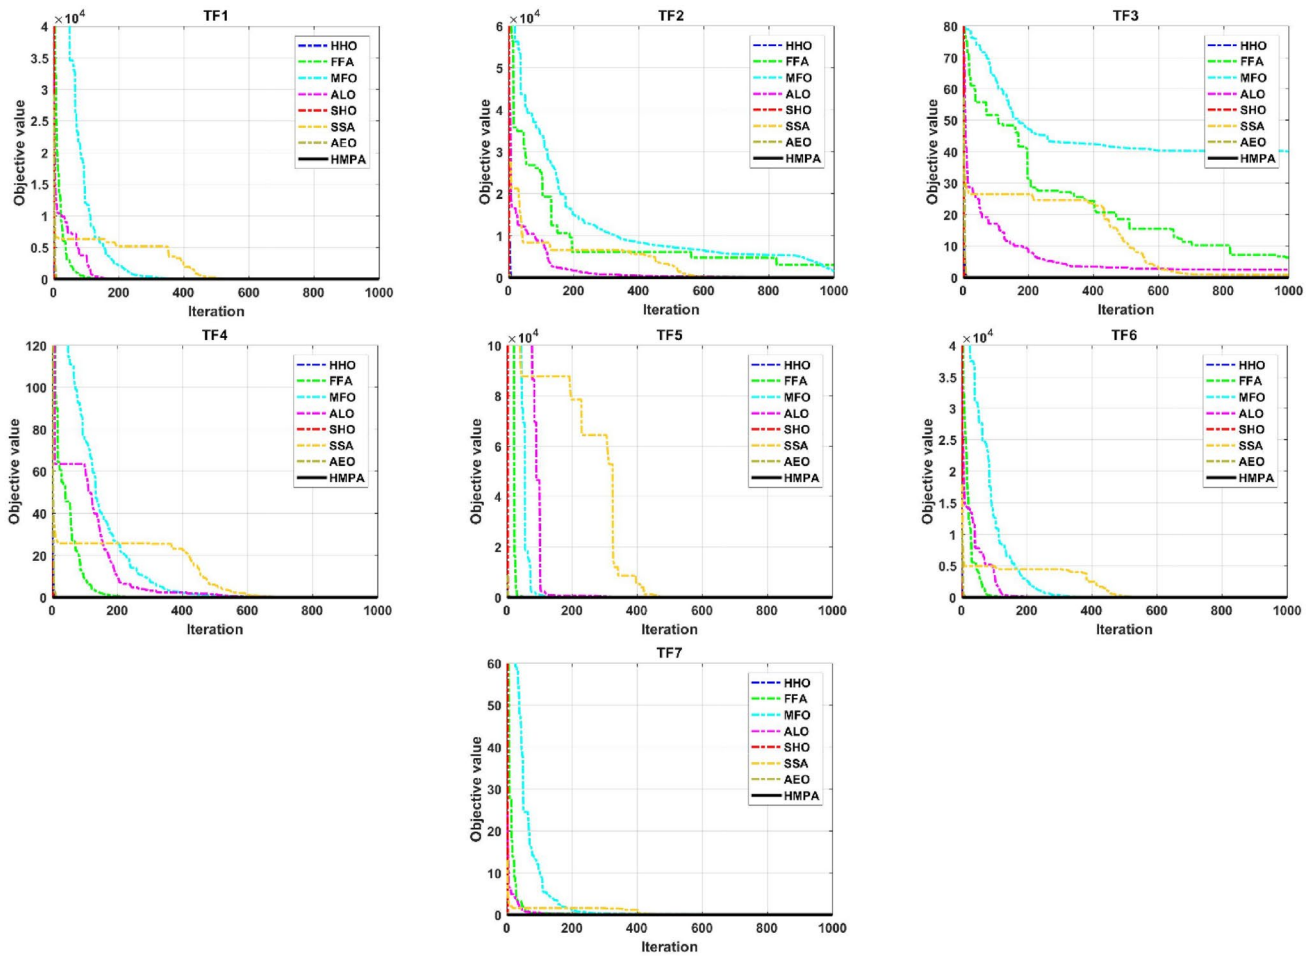 TF1
×10⁴
4
3.5
3
2.5
2
1.5
1
0.5
0
Objective value
0 200 400 600 800 1000
Iteration
HHO
FFA
MFO
ALO
SHO
SSA
AEO
HMPA
TF2
×10⁴
6
5
4
3
2
1
0
Objective value
0 200 400 600 800 1000
Iteration
HHO
FFA
MFO
ALO
SHO
SSA
AEO
HMPA
TF3
80
70
60
50
40
30
20
10
0
Objective value
0 200 400 600 800 1000
Iteration
HHO
FFA
MFO
ALO
SHO
SSA
AEO
HMPA
TF4
120
100
80
60
40
20
0
Objective value
0 200 400 600 800 1000
Iteration
HHO
FFA
MFO
ALO
SHO
SSA
AEO
HMPA
TF5
×10⁴
10
8
6
4
2
0
Objective value
0 200 400 600 800 1000
Iteration
HHO
FFA
MFO
ALO
SHO
SSA
AEO
HMPA
TF6
×10⁴
4
3.5
3
2.5
2
1.5
1
0.5
0
Objective value
0 200 400 600 800 1000
Iteration
HHO
FFA
MFO
ALO
SHO
SSA
AEO
HMPA
TF7
60
50
40
30
20
10
0
Objective value
0 200 400 600 800 1000
Iteration
HHO
FFA
MFO
ALO
SHO
SSA
AEO
HMPA